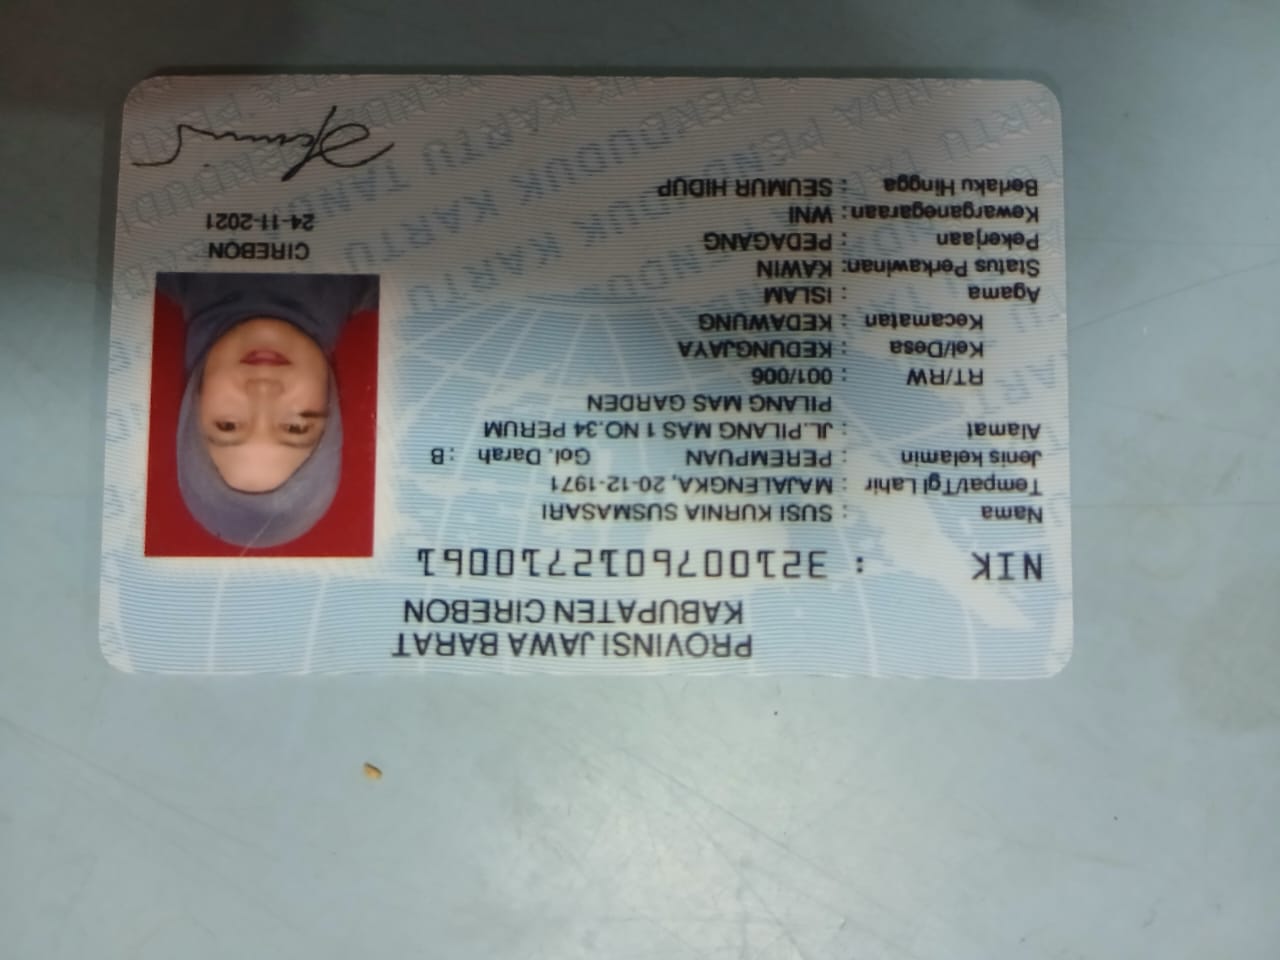 PROVINSI JAWA BARAT
KABUPATEN CIREBON
NIK : 3210076012710061
Nama : SUSI KURNIA SUSMASARI
Tempat/Tgl Lahir : MAJALENGKA, 20-12-1971
Jenis kelamin : PEREMPUAN Gol. Darah : B
Alamat : JL.PILANG MAS 1 NO.34 PERUM
PILANG MAS GARDEN
RT/RW : 001/006
Kel/Desa : KEDUNGJAYA
Kecamatan : KEDAWUNG
Agama : ISLAM
Status Perkawinan: KAWIN
Pekerjaan : PEDAGANG
Kewarganegaraan: WNI
Berlaku Hingga : SEUMUR HIDUP
CIREBON
24-11-2021